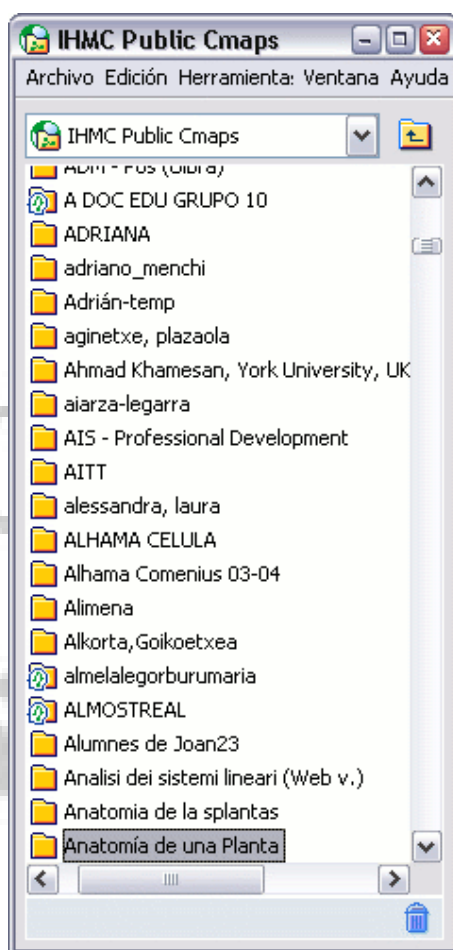 IHMC Public Cmaps
Archivo Edición Herramienta: Ventana Ayuda
IHMC Public Cmaps
ADM - Pos (Ulbra)
A DOC EDU GRUPO 10
ADRIANA
adriano_menchi
Adrián-temp
aginetxe, plazaola
Ahmad Khamesan, York University, UK
aiarza-legarra
AIS - Professional Development
AITT
alessandra, laura
ALHAMA CELULA
Alhama Comenius 03-04
Alimena
Alkorta,Goikoetxea
almelalegorburumaria
ALMOSTREAL
Alumnes de Joan23
Analisi dei sistemi lineari (Web v.)
Anatomia de la splantas
Anatomía de una Planta